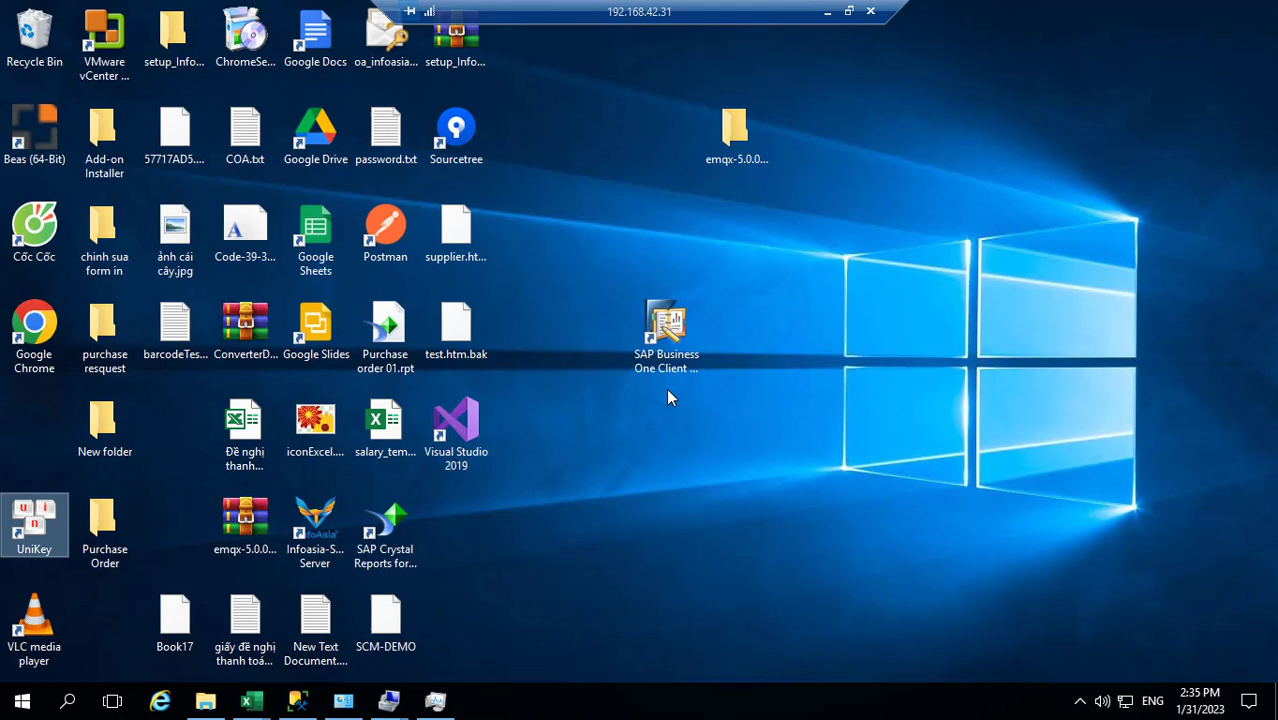 192.168.42.31
Recycle Bin
VMware
vCenter ...
setup_Info...
ChromeSe...
Google Docs
oa_infoasia...
setup_Info...
Beas (64-Bit)
Add-on
Installer
57717AD5....
COA.txt
Google Drive
password.txt
Sourcetree
emqx-5.0.0...
Cốc Cốc
chinh sua
form in
ảnh cái
cây.jpg
Code-39-3...
Google
Sheets
Postman
supplier.ht...
Google
Chrome
purchase
resquest
barcodeTes...
ConverterD...
Google Slides
Purchase
order 01.rpt
test.htm.bak
SAP Business
One Client ...
New folder
Đề nghị
thanh...
iconExcel....
salary_tem...
Visual Studio
2019
UniKey
Purchase
Order
emqx-5.0.0...
InfoAsia
Infoasia-S...
Server
SAP Crystal
Reports for...
VLC media
player
Book17
giấy đề nghị
thanh toá...
New Text
Document....
SCM-DEMO
ENG
2:35 PM
1/31/2023